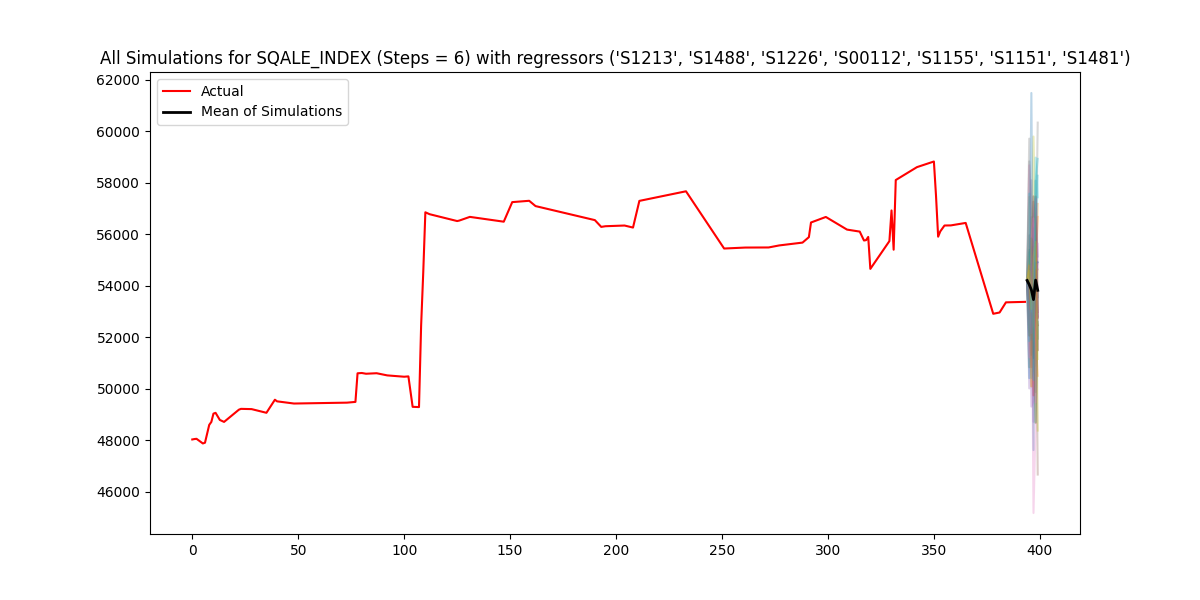 All Simulations for SQALE_INDEX (Steps = 6) with regressors ('S1213', 'S1488', 'S1226', 'S00112', 'S1155', 'S1151', 'S1481')
Actual
Mean of Simulations
62000
60000
58000
56000
54000
52000
50000
48000
46000
0 50 100 150 200 250 300 350 400